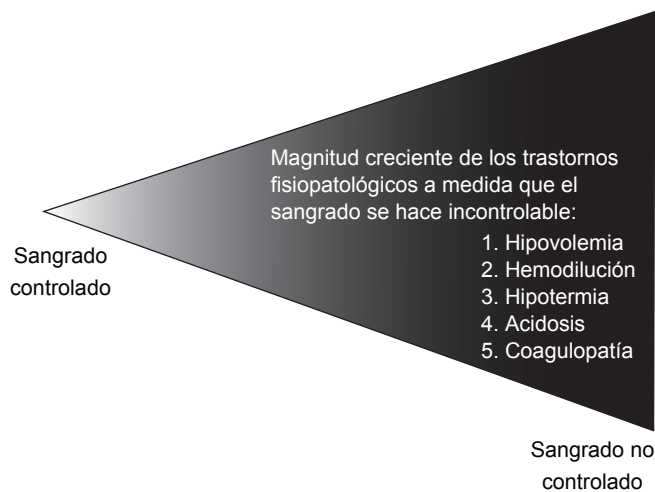 Magnitud creciente de los trastornos
fisiopatológicos a medida que el
sangrado se hace incontrolable:
1. Hipovolemia
2. Hemodilución
3. Hipotermia
4. Acidosis
5. Coagulopatía
Sangrado
controlado
Sangrado no
controlado